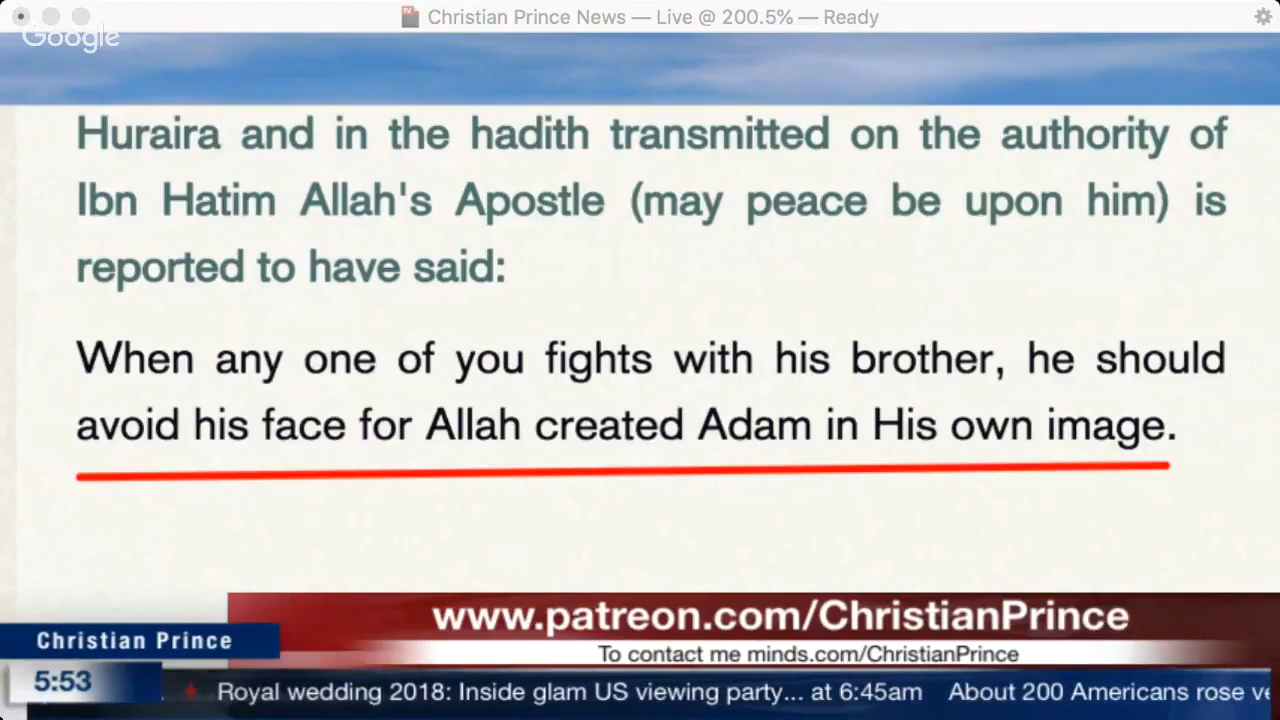 Christian Prince News — Live @ 200.5% — Ready
Google
Huraira and in the hadith transmitted on the authority of
Ibn Hatim Allah's Apostle (may peace be upon him) is
reported to have said:
When any one of you fights with his brother, he should
avoid his face for Allah created Adam in His own image.
www.patreon.com/ChristianPrince
Christian Prince
To contact me minds.com/ChristianPrince
5:53
Royal wedding 2018: Inside glam US viewing party... at 6:45am About 200 Americans rose